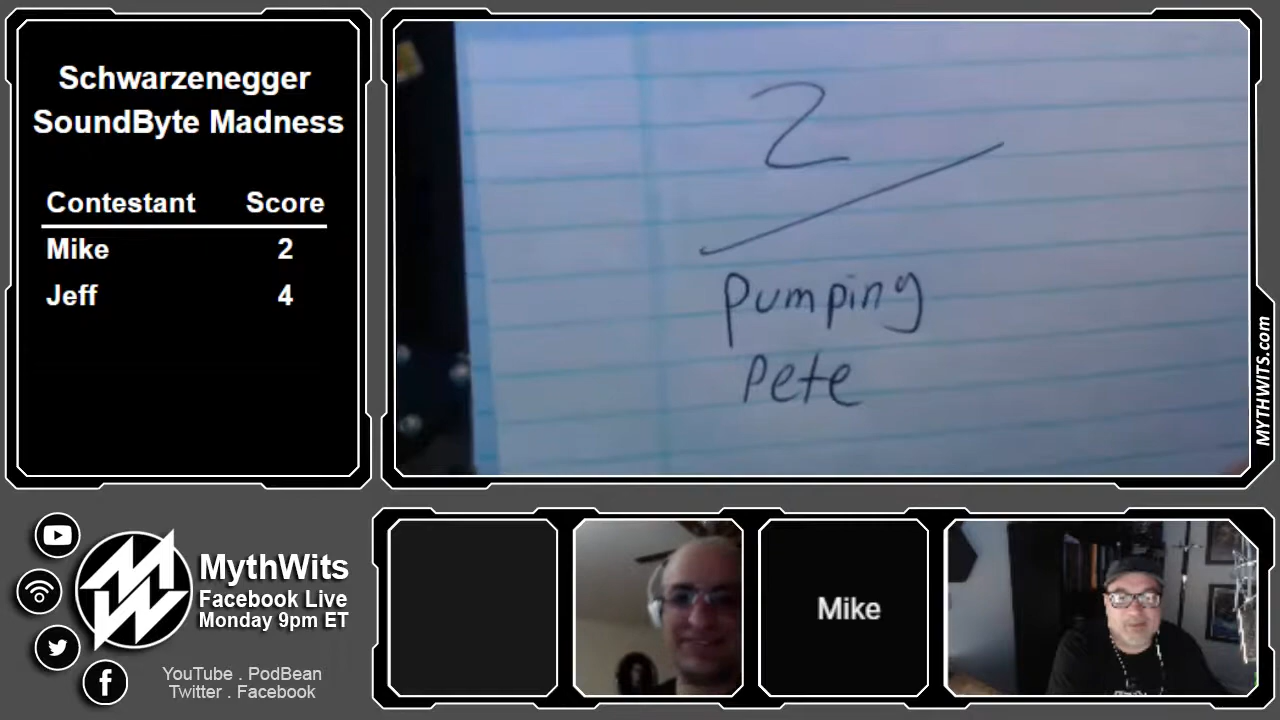 Schwarzenegger
SoundByte Madness
Contestant Score
Mike 2
Jeff 4
2
pumping
pete
MYTHWITS.com
MythWits
Facebook Live
Monday 9pm ET
YouTube . PodBean
Twitter . Facebook
Mike